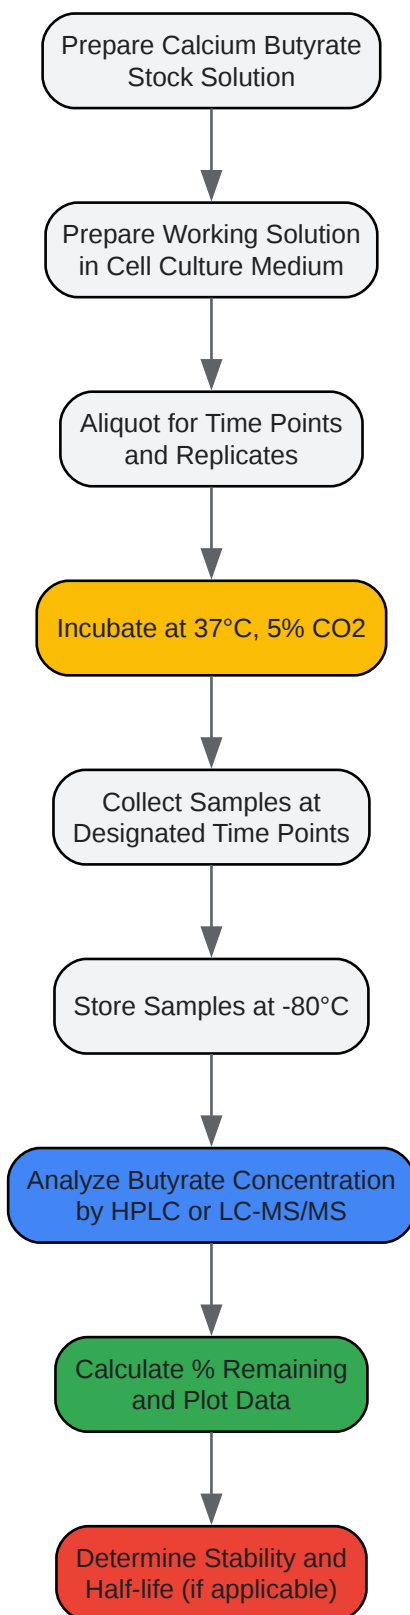 Prepare Calcium Butyrate
Stock Solution
Prepare Working Solution
in Cell Culture Medium
Aliquot for Time Points
and Replicates
Incubate at 37°C, 5% CO2
Collect Samples at
Designated Time Points
Store Samples at -80°C
Analyze Butyrate Concentration
by HPLC or LC-MS/MS
Calculate % Remaining
and Plot Data
Determine Stability and
Half-life (if applicable)